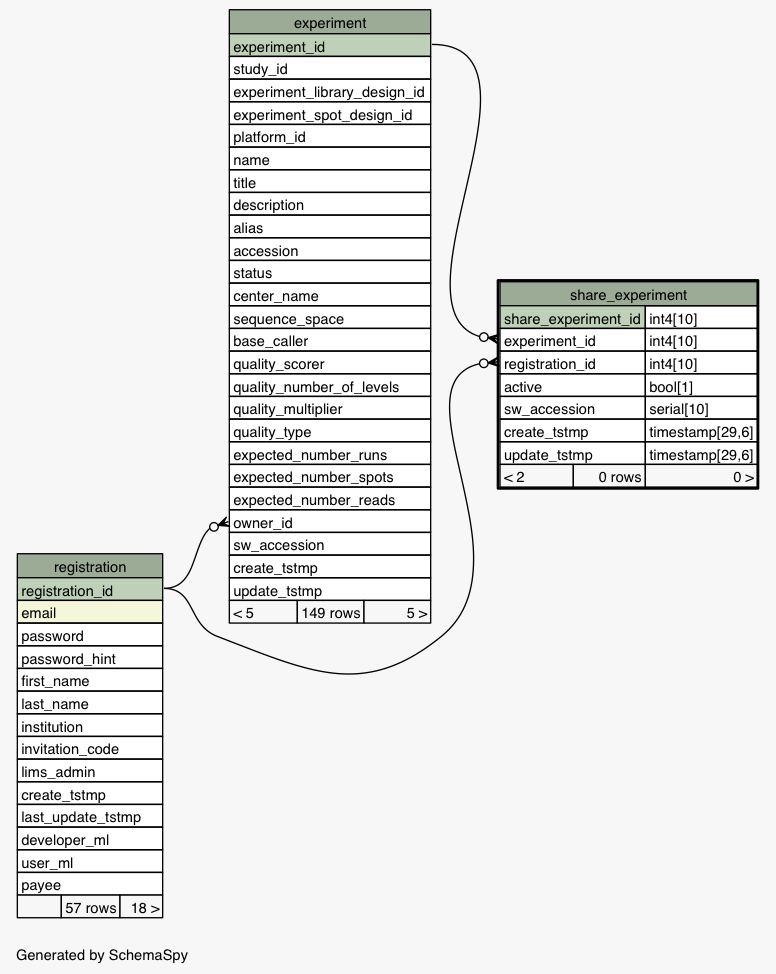 experiment
experiment_id
study_id
experiment_library_design_id
experiment_spot_design_id
platform_id
name
title
description
alias
accession
status
center_name
sequence_space
base_caller
quality_scorer
quality_number_of_levels
quality_multiplier
quality_type
expected_number_runs
expected_number_spots
expected_number_reads
owner_id
sw_accession
create_tstmp
update_tstmp
< 5 149 rows 5 >
share_experiment
share_experiment_id int4[10]
experiment_id int4[10]
registration_id int4[10]
active bool[1]
sw_accession serial[10]
create_tstmp timestamp[29,6]
update_tstmp timestamp[29,6]
< 2 0 rows 0 >
registration
registration_id
email
password
password_hint
first_name
last_name
institution
invitation_code
lims_admin
create_tstmp
last_update_tstmp
developer_ml
user_ml
payee
57 rows 18 >
Generated by SchemaSpy